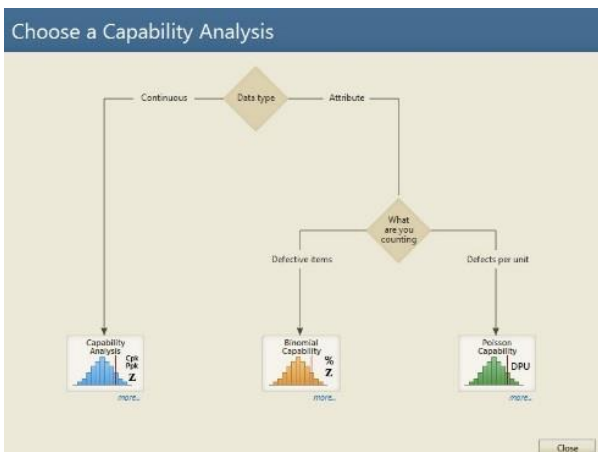 Choose a Capability Analysis
Continuous
Data type
Attribute
What
are you
counting
Defective items
Defects per unit
Capability
Analysis
Cpk
Ppk
Z
more...
Binomial
Capability
%
Z
more...
Poisson
Capability
DPU
more...
Close